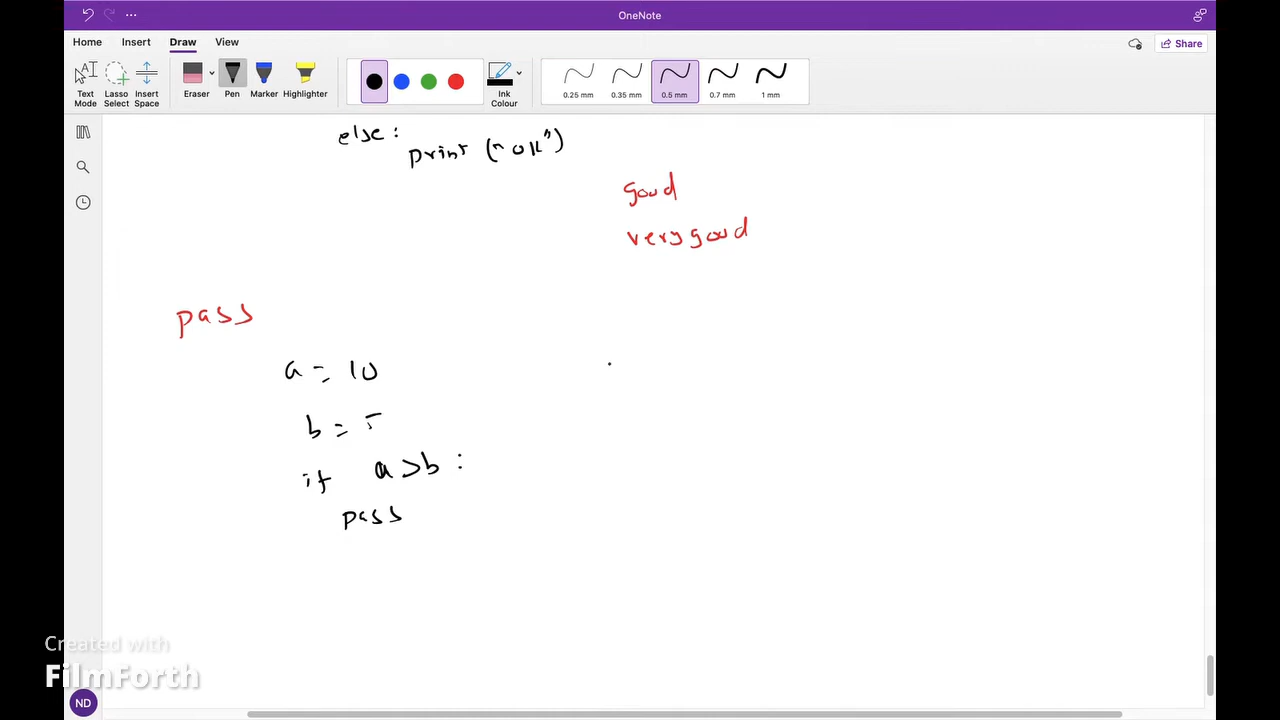 OneNote
Home Insert Draw View
Share
Text Mode
Lasso Select
Insert Space
Eraser
Pen
Marker
Highlighter
Ink Colour
0.25 mm
0.35 mm
0.5 mm
0.7 mm
1 mm
else :
print ("ok")
good
very good
pass
a = 10
b = 5
if a > b :
pass
Created with
FilmForth
ND